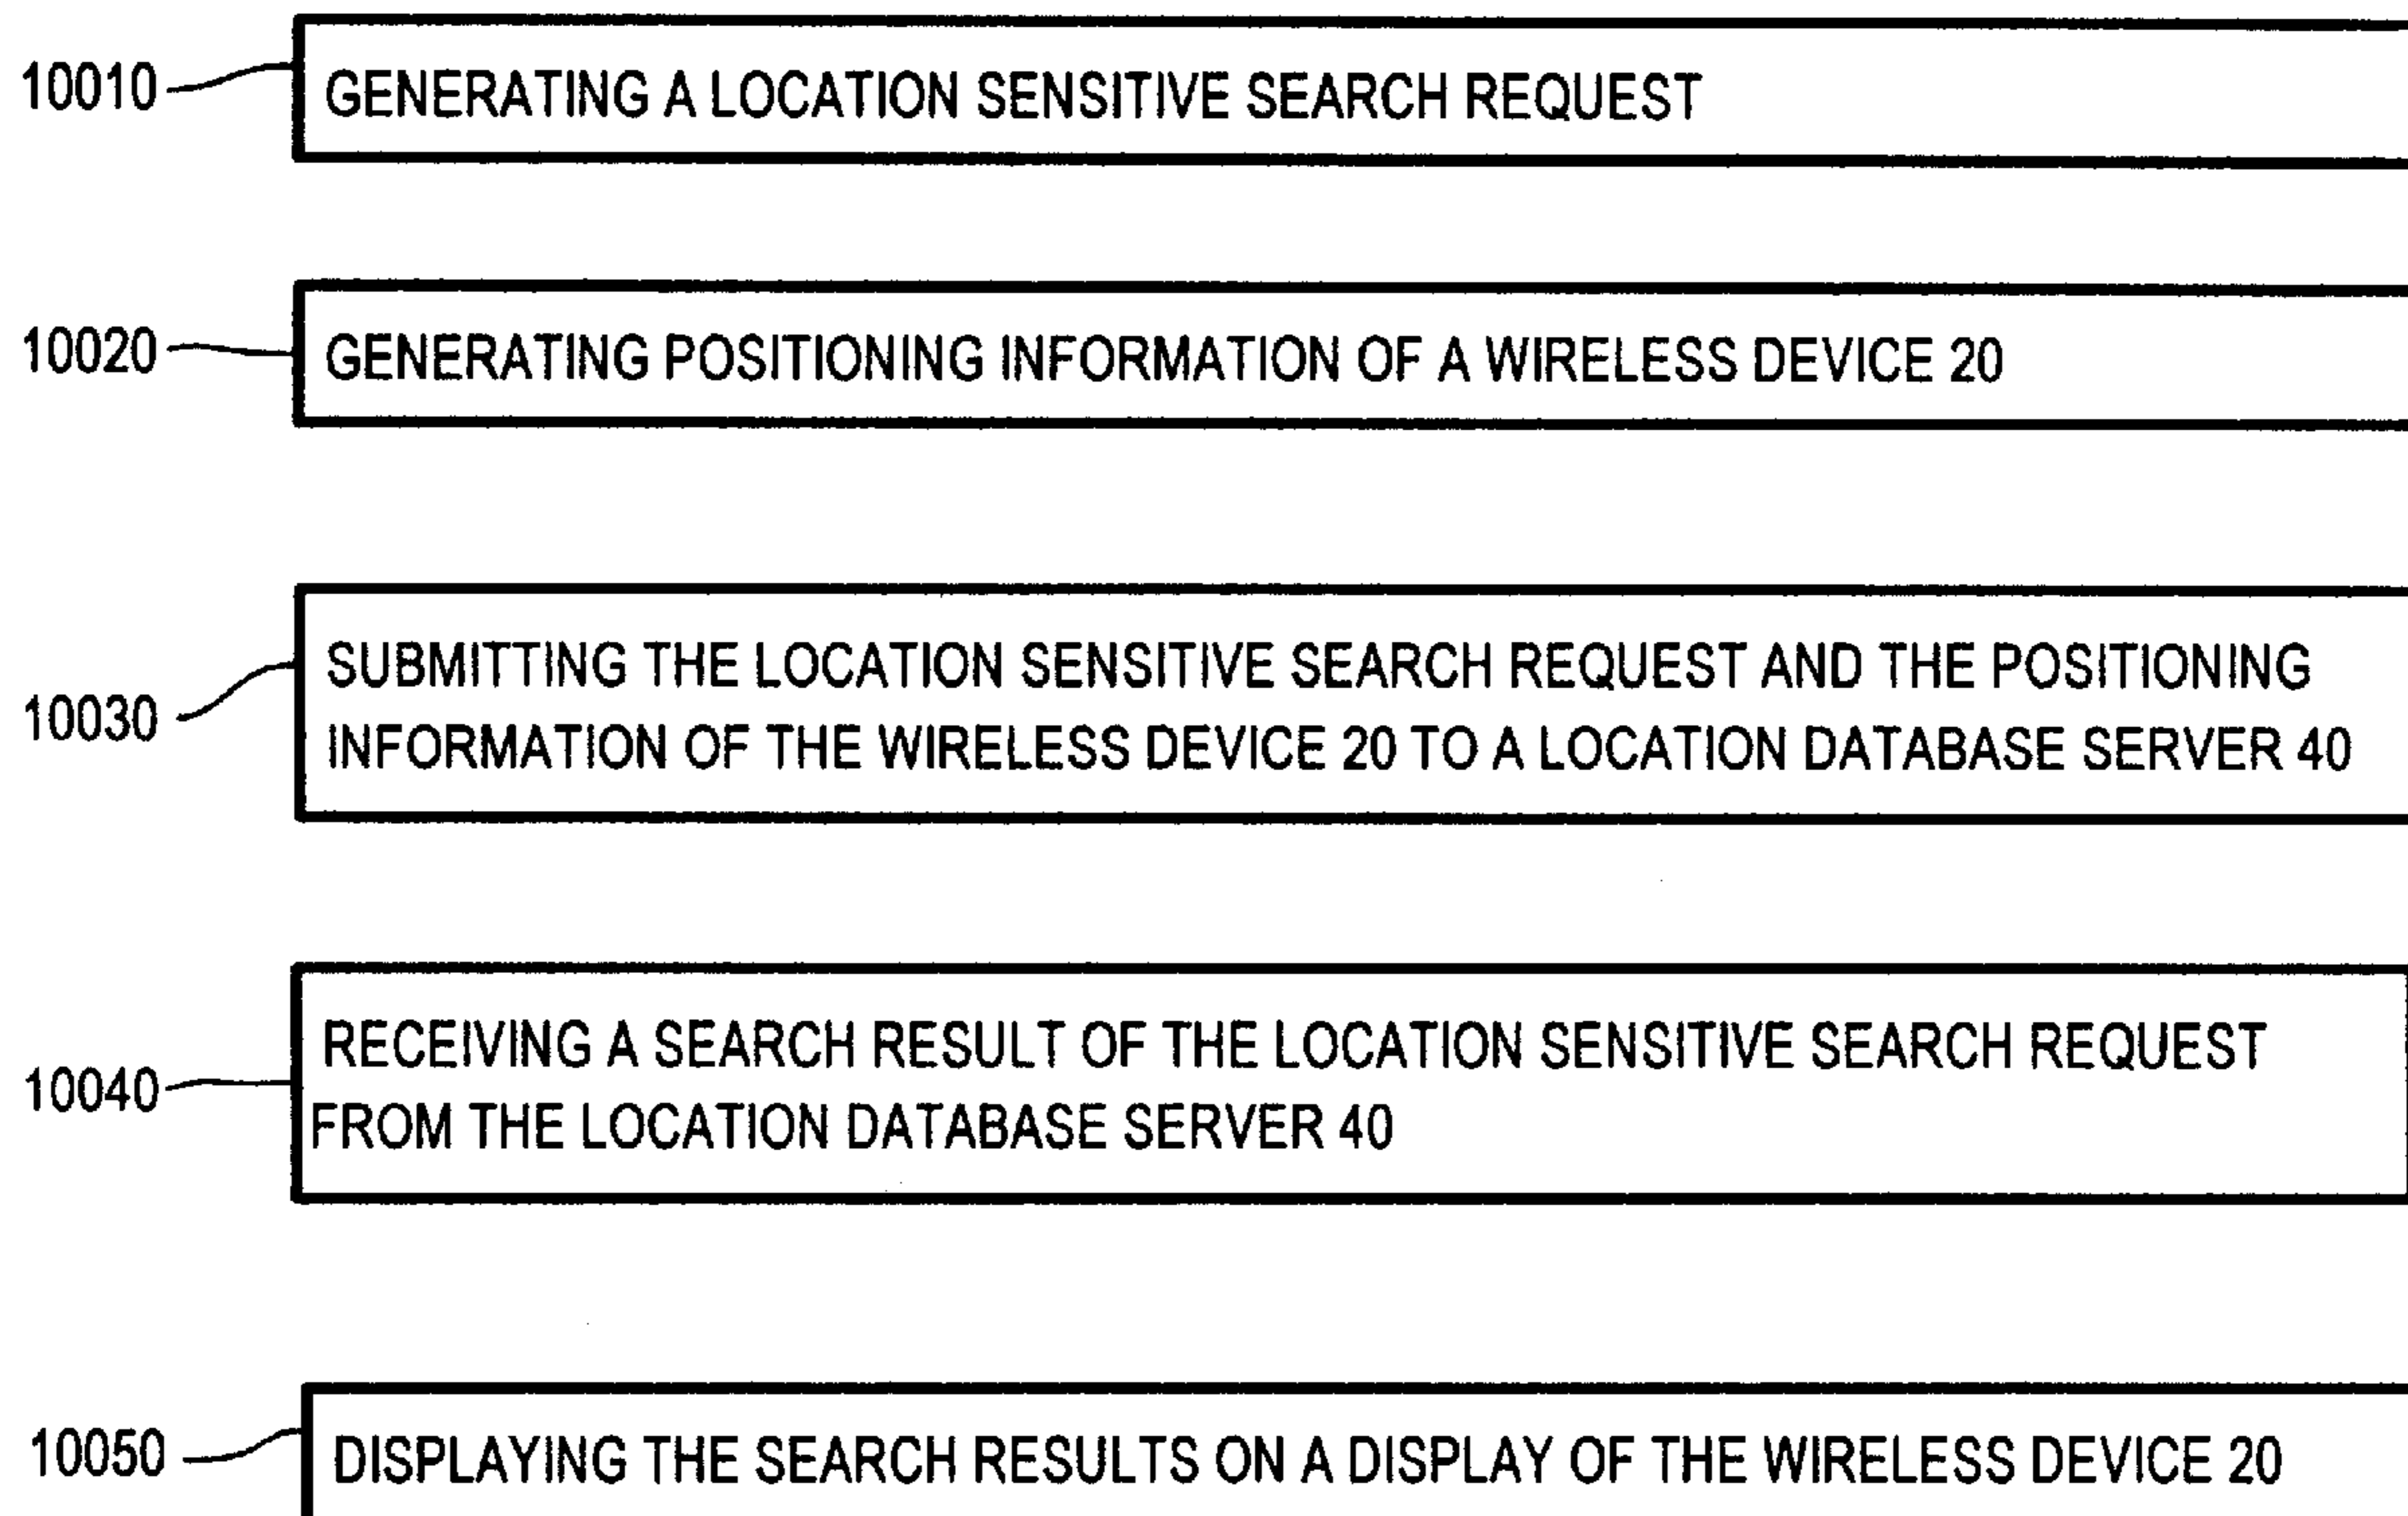 10010 GENERATING A LOCATION SENSITIVE SEARCH REQUEST
10020 GENERATING POSITIONING INFORMATION OF A WIRELESS DEVICE 20
SUBMITTING THE LOCATION SENSITIVE SEARCH REQUEST AND THE POSITIONING
10030 INFORMATION OF THE WIRELESS DEVICE 20 TO A LOCATION DATABASE SERVER 40
RECEIVING A SEARCH RESULT OF THE LOCATION SENSITIVE SEARCH REQUEST
10040 FROM THE LOCATION DATABASE SERVER 40
10050 DISPLAYING THE SEARCH RESULTS ON A DISPLAY OF THE WIRELESS DEVICE 20